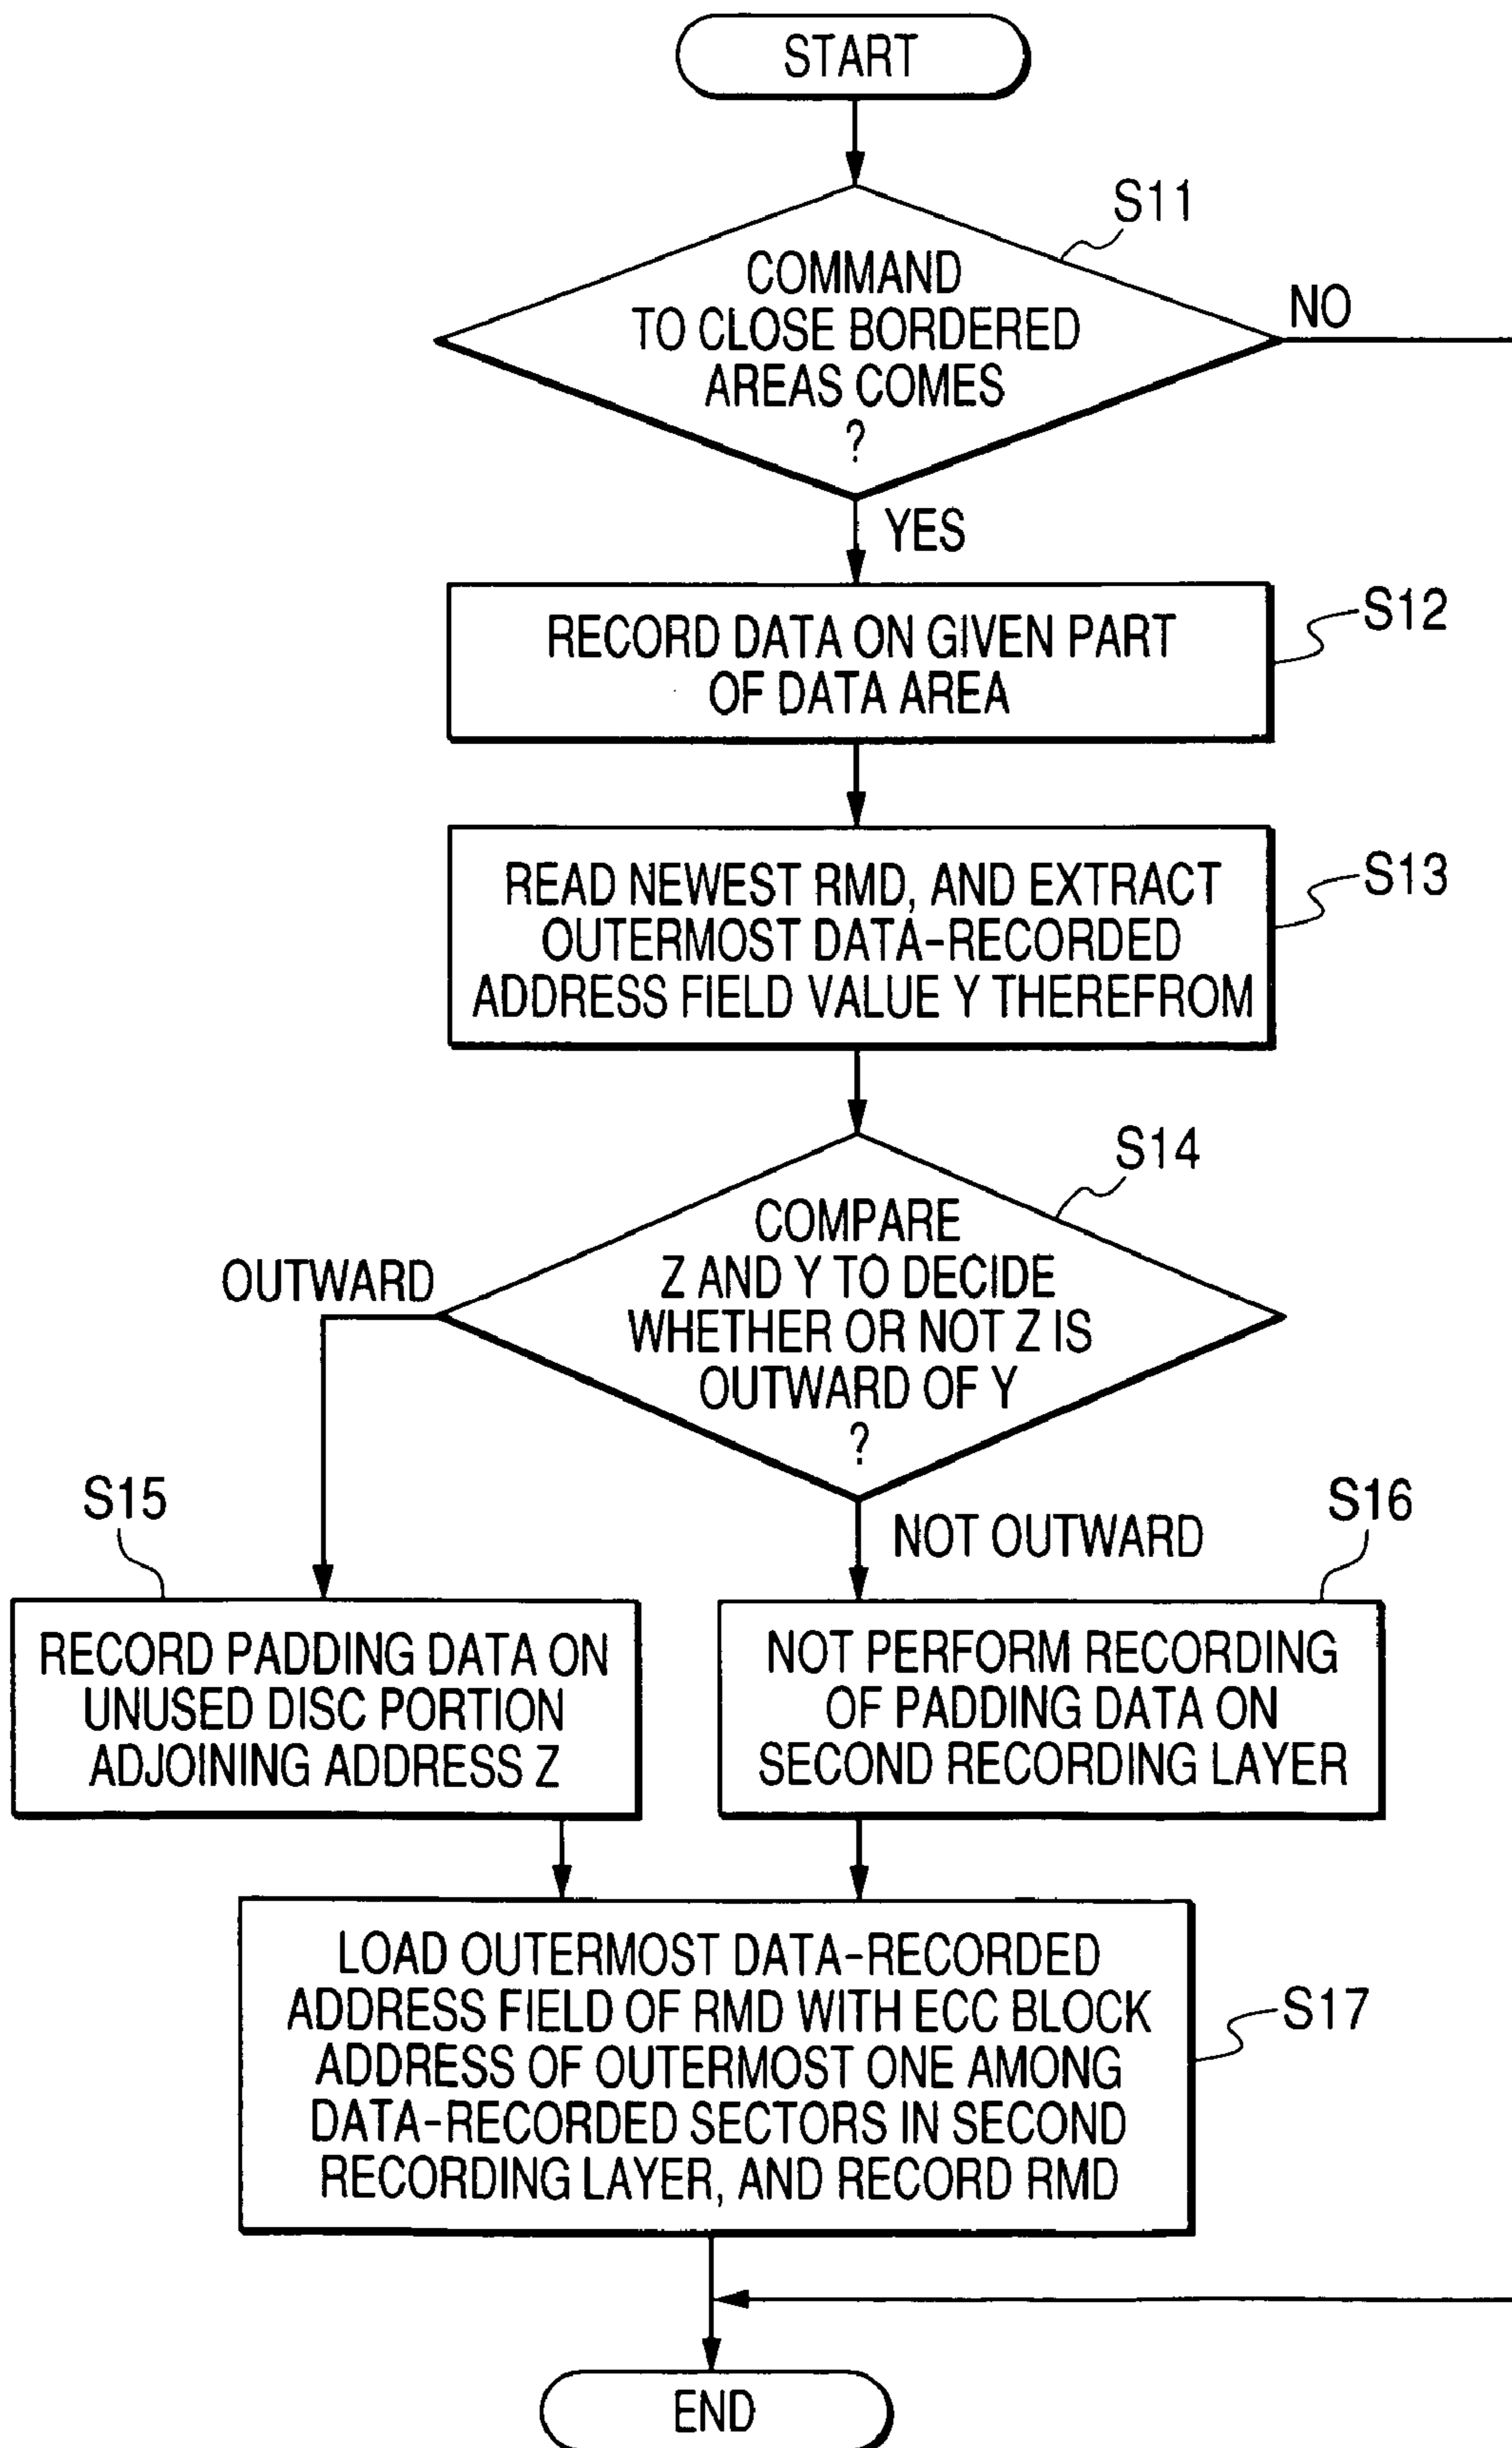 START
S11
COMMAND
TO CLOSE BORDERED
AREAS COMES
?
NO
YES
S12
RECORD DATA ON GIVEN PART
OF DATA AREA
S13
READ NEWEST RMD, AND EXTRACT
OUTERMOST DATA-RECORDED
ADDRESS FIELD VALUE Y THEREFROM
S14
COMPARE
Z AND Y TO DECIDE
WHETHER OR NOT Z IS
OUTWARD OF Y
?
OUTWARD
NOT OUTWARD
S15
RECORD PADDING DATA ON
UNUSED DISC PORTION
ADJOINING ADDRESS Z
S16
NOT PERFORM RECORDING
OF PADDING DATA ON
SECOND RECORDING LAYER
LOAD OUTERMOST DATA-RECORDED
ADDRESS FIELD OF RMD WITH ECC BLOCK
ADDRESS OF OUTERMOST ONE AMONG
DATA-RECORDED SECTORS IN SECOND
RECORDING LAYER, AND RECORD RMD
S17
END